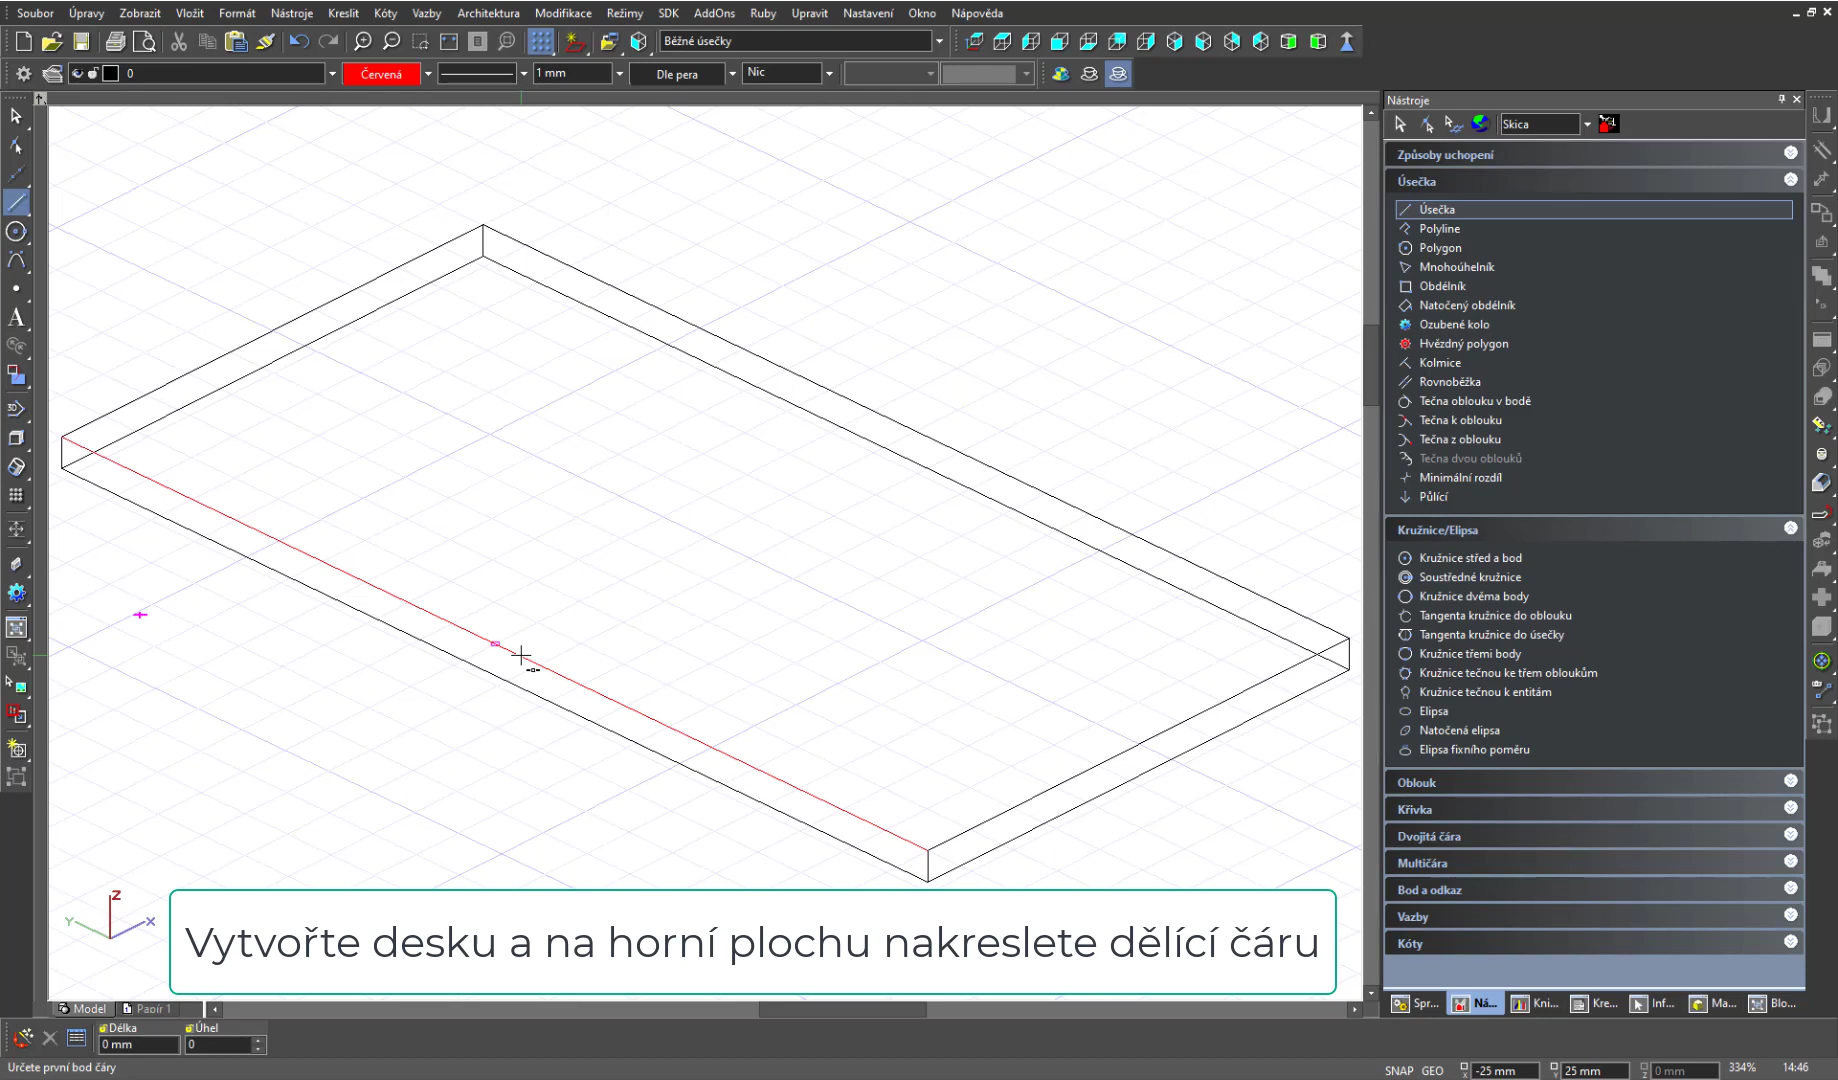 Soubor Úpravy Zobrazit Vložit Formát Nástroje Kreslit Kóty Vazby Architektura Modifikace Režimy SDK AddOns Ruby Upravit Nastavení Okno Nápověda
Běžné úsečky
0 Červená 1 mm Dle pera Nic
Nástroje
Skica
Způsoby uchopení
Úsečka
Úsečka
Polyline
Polygon
Mnohoúhelník
Obdélník
Natočený obdélník
Ozubené kolo
Hvězdný polygon
Kolmice
Rovnoběžka
Tečna oblouku v bodě
Tečna k oblouku
Tečna z oblouku
Tečna dvou oblouků
Minimální rozdíl
Půlící
Kružnice/Elipsa
Kružnice střed a bod
Soustředné kružnice
Kružnice dvěma body
Tangenta kružnice do oblouku
Tangenta kružnice do úsečky
Kružnice třemi body
Kružnice tečnou ke třem obloukům
Kružnice tečnou k entitám
Elipsa
Natočená elipsa
Elipsa fixního poměru
Oblouk
Křivka
Dvojitá čára
Multičára
Bod a odkaz
Vazby
Kóty
Z
Y X
Vytvořte desku a na horní plochu nakreslete dělící čáru
Model Papír 1
Spr... Ná... Kni... Kre... Inf... Ma... Blo...
Délka Úhel
0 mm 0
Určete první bod čáry
SNAP GEO -25 mm 25 mm 0 mm 334% 14:46